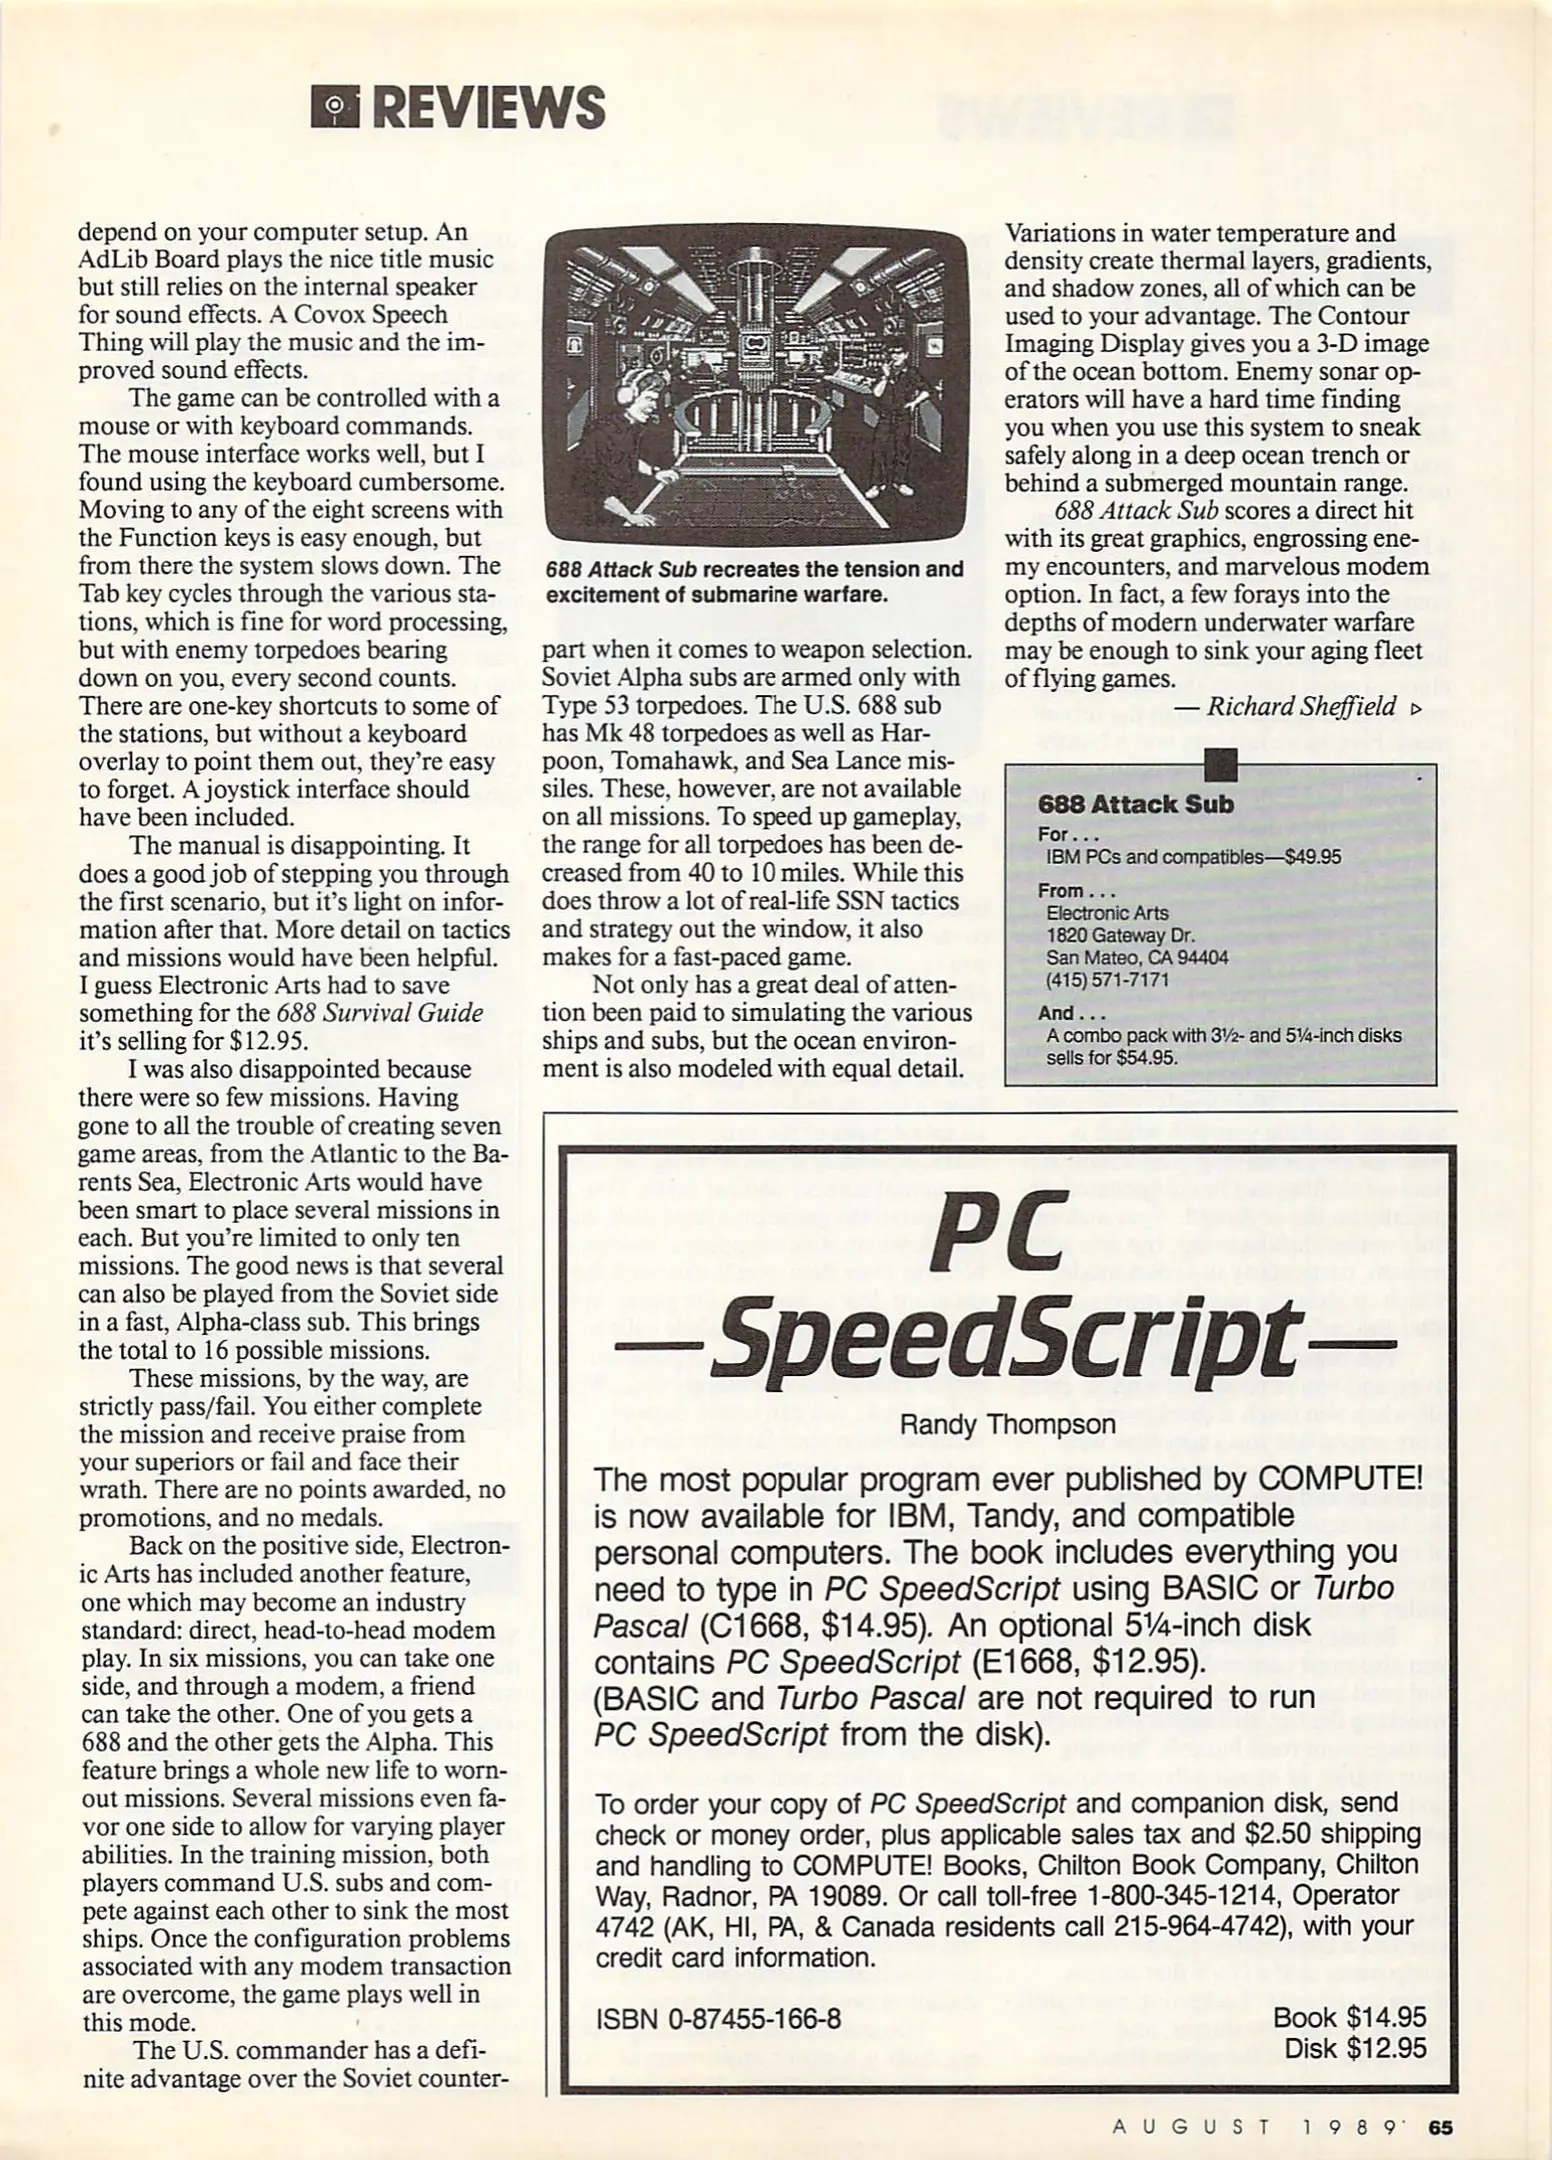 REVIEWS
depend on your computer setup. An
AdLib Board plays the nice title music
but still relies on the internal speaker
for sound effects. A Covox Speech
Thing will play the music and the im-
proved sound effects.
The game can be controlled with a
mouse or with keyboard commands.
The mouse interface works well, but I
found using the keyboard cumbersome.
Moving to any of the eight screens with
the Function keys is easy enough, but
from there the system slows down. The
Tab key cycles through the various sta-
tions, which is fine for word processing,
but with enemy torpedoes bearing
down on you, every second counts.
There are one-key shortcuts to some of
the stations, but without a keyboard
overlay to point them out, they're easy
to forget. A joystick interface should
have been included.
The manual is disappointing. It
does a good job of stepping you through
the first scenario, but it's light on infor-
mation after that. More detail on tactics
and missions would have been helpful.
I guess Electronic Arts had to save
something for the 688 Survival Guide
it's selling for $12.95.
I was also disappointed because
there were so few missions. Having
gone to all the trouble of creating seven
game areas, from the Atlantic to the Ba-
rents Sea, Electronic Arts would have
been smart to place several missions in
each. But you're limited to only ten
missions. The good news is that several
can also be played from the Soviet side
in a fast, Alpha-class sub. This brings
the total to 16 possible missions.
These missions, by the way, are
strictly pass/fail. You either complete
the mission and receive praise from
your superiors or fail and face their
wrath. There are no points awarded, no
promotions, and no medals.
Back on the positive side, Electron-
ic Arts has included another feature,
one which may become an industry
standard: direct, head-to-head modem
play. In six missions, you can take one
side, and through a modem, a friend
can take the other. One of you gets a
688 and the other gets the Alpha. This
feature brings a whole new life to worn-
out missions. Several missions even fa-
vor one side to allow for varying player
abilities. In the training mission, both
players command U.S. subs and com-
pete against each other to sink the most
ships. Once the configuration problems
associated with any modem transaction
are overcome, the game plays well in
this mode.
The U.S. commander has a defi-
nite advantage over the Soviet counter-
688 Attack Sub recreates the tension and
excitement of submarine warfare.
part when it comes to weapon selection.
Soviet Alpha subs are armed only with
Type 53 torpedoes. The U.S. 688 sub
has Mk 48 torpedoes as well as Har-
poon, Tomahawk, and Sea Lance mis-
siles. These, however, are not available
on all missions. To speed up gameplay,
the range for all torpedoes has been de-
creased from 40 to 10 miles. While this
does throw a lot of real-life SSN tactics
and strategy out the window, it also
makes for a fast-paced game.
Not only has a great deal of atten-
tion been paid to simulating the various
ships and subs, but the ocean environ-
ment is also modeled with equal detail.
Variations in water temperature and
density create thermal layers, gradients,
and shadow zones, all of which can be
used to your advantage. The Contour
Imaging Display gives you a 3-D image
of the ocean bottom. Enemy sonar op-
erators will have a hard time finding
you when you use this system to sneak
safely along in a deep ocean trench or
behind a submerged mountain range.
688 Attack Sub scores a direct hit
with its great graphics, engrossing ene-
my encounters, and marvelous modem
option. In fact, a few forays into the
depths of modern underwater warfare
may be enough to sink your aging fleet
of flying games.
— Richard Sheffield ▹
688 Attack Sub
For . . .
IBM PCs and compatibles—$49.95
From . . .
Electronic Arts
1820 Gateway Dr.
San Mateo, CA 94404
(415) 571-7171
And . . .
A combo pack with 3½- and 5¼-inch disks
sells for $54.95.
PC
—SpeedScript—
Randy Thompson
The most popular program ever published by COMPUTE!
is now available for IBM, Tandy, and compatible
personal computers. The book includes everything you
need to type in PC SpeedScript using BASIC or Turbo
Pascal (C1668, $14.95). An optional 5¼-inch disk
contains PC SpeedScript (E1668, $12.95).
(BASIC and Turbo Pascal are not required to run
PC SpeedScript from the disk).
To order your copy of PC SpeedScript and companion disk, send
check or money order, plus applicable sales tax and $2.50 shipping
and handling to COMPUTE! Books, Chilton Book Company, Chilton
Way, Radnor, PA 19089. Or call toll-free 1-800-345-1214, Operator
4742 (AK, HI, PA, & Canada residents call 215-964-4742), with your
credit card information.
ISBN 0-87455-166-8
Book $14.95
Disk $12.95
AUGUST 1989 65